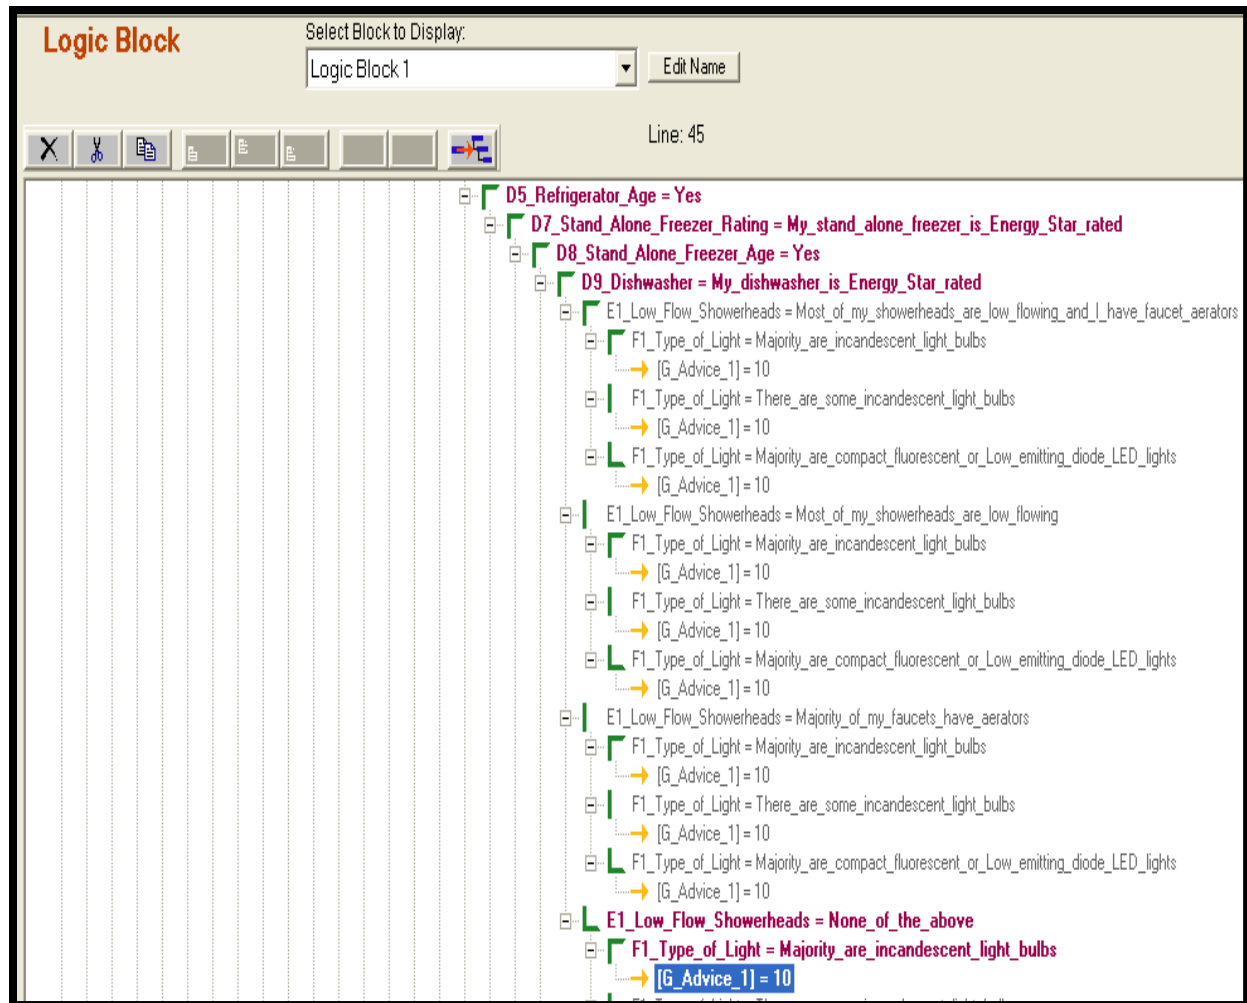 Logic Block
Select Block to Display:
Logic Block 1
Edit Name
Line: 45
D5_Refrigerator_Age = Yes
D7_Stand_Alone_Freezer_Rating = My_stand_alone_freezer_is_Energy_Star_rated
D8_Stand_Alone_Freezer_Age = Yes
D9_Dishwasher = My_dishwasher_is_Energy_Star_rated
E1_Low_Flow_Showerheads = Most_of_my_showerheads_are_low_flowing_and_I_have_faucet_aerators
F1_Type_of_Light = Majority_are_incandescent_light_bulbs
[G_Advice_1] = 10
F1_Type_of_Light = There_are_some_incandescent_light_bulbs
[G_Advice_1] = 10
F1_Type_of_Light = Majority_are_compact_fluorescent_or_Low_emitting_diode_LED_lights
[G_Advice_1] = 10
E1_Low_Flow_Showerheads = Most_of_my_showerheads_are_low_flowing
F1_Type_of_Light = Majority_are_incandescent_light_bulbs
[G_Advice_1] = 10
F1_Type_of_Light = There_are_some_incandescent_light_bulbs
[G_Advice_1] = 10
F1_Type_of_Light = Majority_are_compact_fluorescent_or_Low_emitting_diode_LED_lights
[G_Advice_1] = 10
E1_Low_Flow_Showerheads = Majority_of_my_faucets_have_aerators
F1_Type_of_Light = Majority_are_incandescent_light_bulbs
[G_Advice_1] = 10
F1_Type_of_Light = There_are_some_incandescent_light_bulbs
[G_Advice_1] = 10
F1_Type_of_Light = Majority_are_compact_fluorescent_or_Low_emitting_diode_LED_lights
[G_Advice_1] = 10
E1_Low_Flow_Showerheads = None_of_the_above
F1_Type_of_Light = Majority_are_incandescent_light_bulbs
[G_Advice_1] = 10